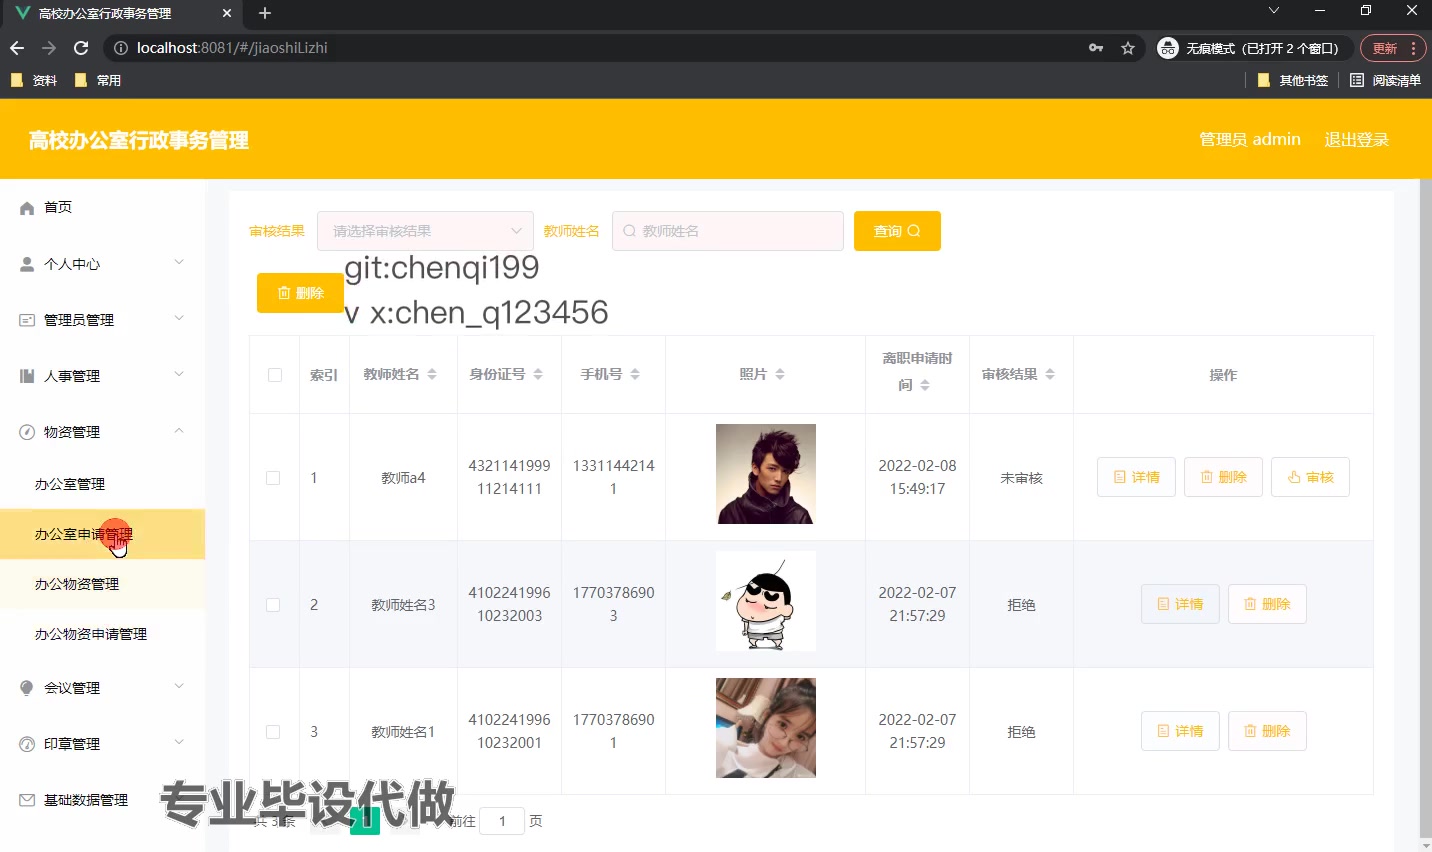 高校办公室行政事务管理
localhost:8081/#/jiaoshiLizhi
无痕模式（已打开 2 个窗口）
更新
资料
常用
其他书签
阅读清单
高校办公室行政事务管理
管理员 admin
退出登录
首页
个人中心
管理员管理
人事管理
物资管理
办公室管理
办公室申请管理
办公物资管理
办公物资申请管理
会议管理
印章管理
基础数据管理
审核结果
请选择审核结果
教师姓名
教师姓名
查询
删除
git:chenqi199
v x:chen_q123456
索引
教师姓名
身份证号
手机号
照片
离职申请时
间
审核结果
操作
1
教师a4
4321141999
11214111
1331144214
1
2022-02-08
15:49:17
未审核
详情
删除
审核
2
教师姓名3
4102241996
10232003
1770378690
3
2022-02-07
21:57:29
拒绝
详情
删除
3
教师姓名1
4102241996
10232001
1770378690
1
2022-02-07
21:57:29
拒绝
详情
删除
专业毕设代做
共 3 条
1
前往
1
页